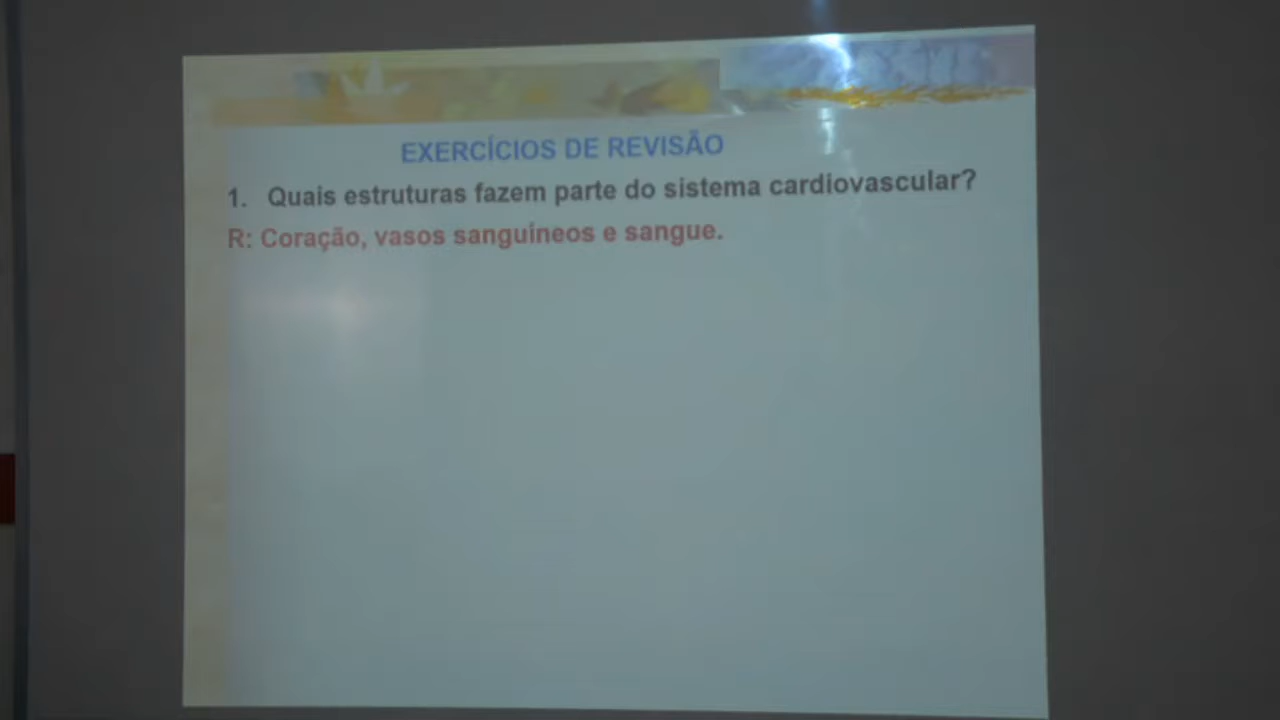 EXERCÍCIOS DE REVISÃO
1. Quais estruturas fazem parte do sistema cardiovascular?
R: Coração, vasos sanguíneos e sangue.